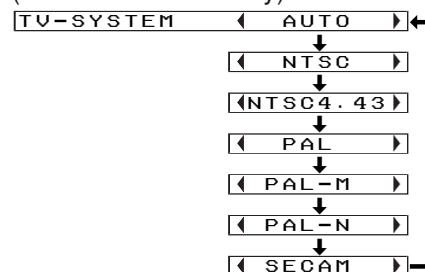 TV-SYSTEM ◀ AUTO ▶
◀ NTSC ▶
◀NTSC4.43▶
◀ PAL ▶
◀ PAL-M ▶
◀ PAL-N ▶
◀ SECAM ▶